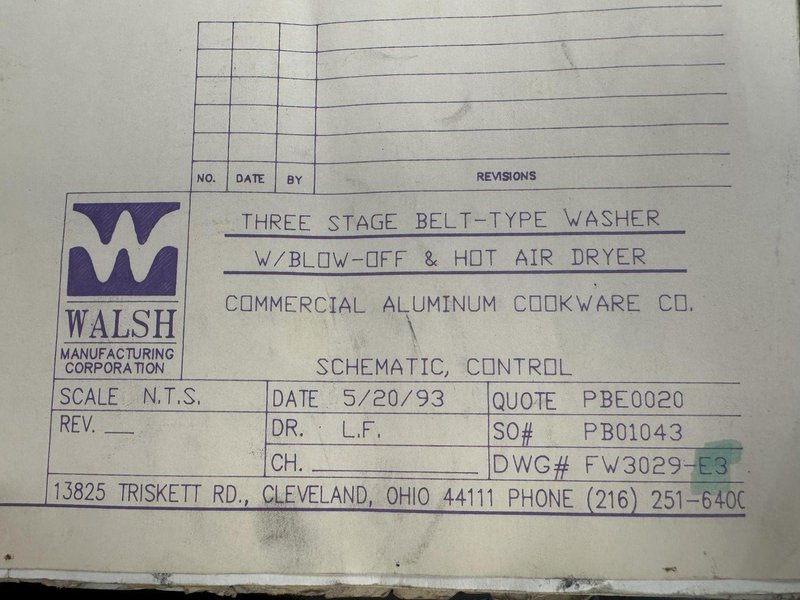 NO. DATE BY REVISIONS
THREE STAGE BELT-TYPE WASHER
W/BLOW-OFF & HOT AIR DRYER
COMMERCIAL ALUMINUM COOKWARE CO.
SCHEMATIC, CONTROL
W
WALSH
MANUFACTURING
CORPORATION
SCALE N.T.S. DATE 5/20/93 QUOTE PBE0020
REV. __ DR. L.F. SO# PB01043
CH. DWG# FW3029-E3
13825 TRISKETT RD., CLEVELAND, OHIO 44111 PHONE (216) 251-6400